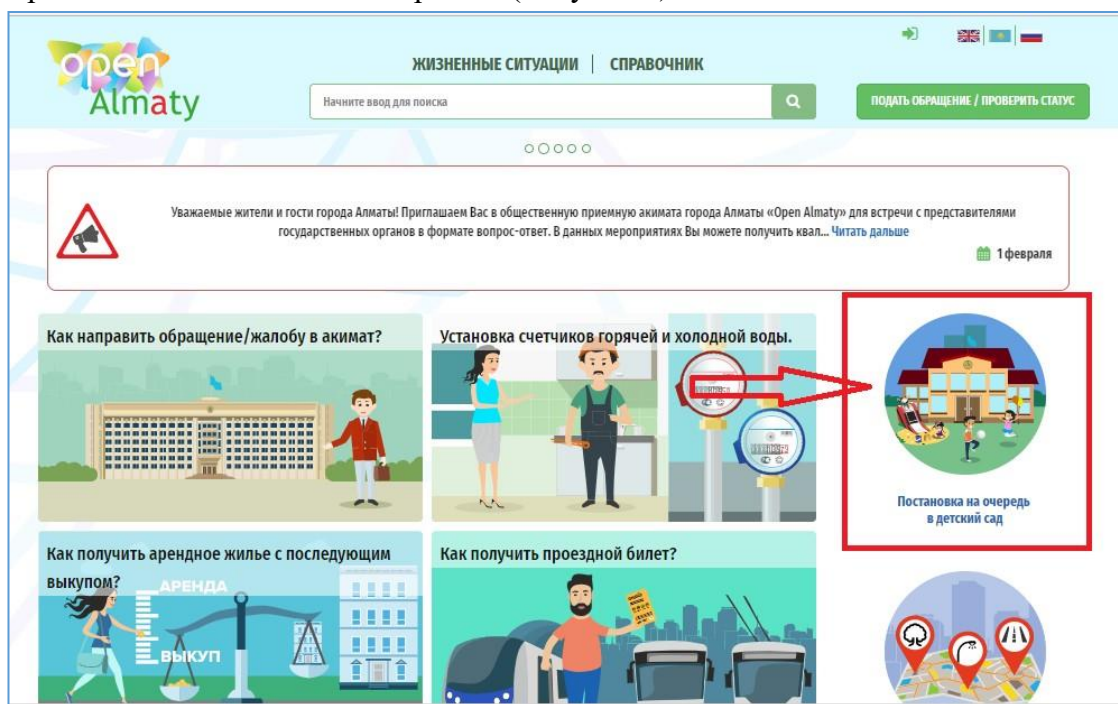 open
Almaty
ЖИЗНЕННЫЕ СИТУАЦИИ | СПРАВОЧНИК
Начните ввод для поиска
ПОДАТЬ ОБРАЩЕНИЕ / ПРОВЕРИТЬ СТАТУС
Уважаемые жители и гости города Алматы! Приглашаем Вас в общественную приемную акимата города Алматы «Open Almaty» для встречи с представителями
государственных органов в формате вопрос-ответ. В данных мероприятиях Вы можете получить квал... Читать дальше
1 февраля
Как направить обращение/жалобу в акимат?
Установка счетчиков горячей и холодной воды.
Постановка на очередь
в детский сад
Как получить арендное жилье с последующим
выкупом?
АРЕНДА
ВЫКУП
Как получить проездной билет?